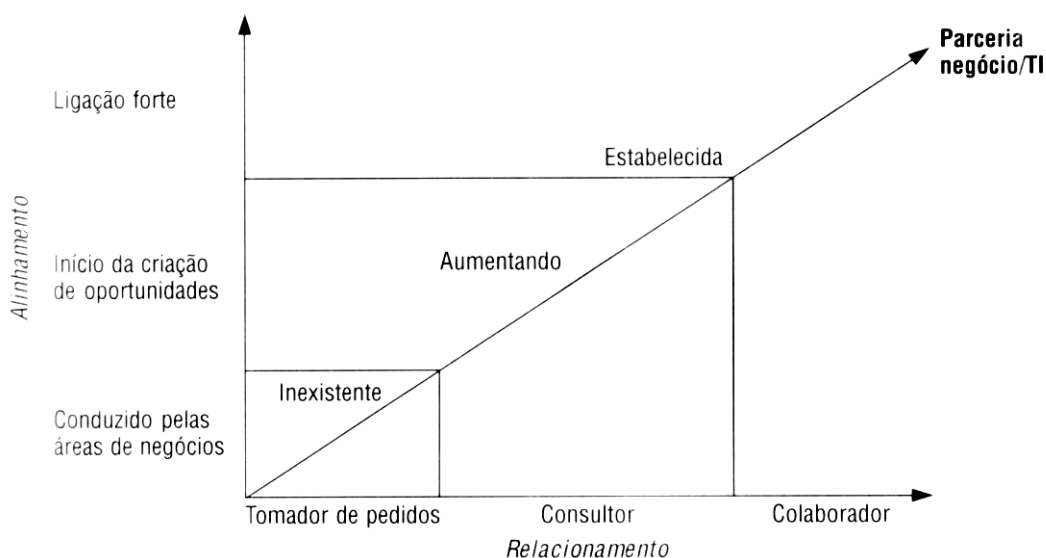 Parceria
negócio/TI
Ligação forte
Estabelecida
Alinhamento
Início da criação
de oportunidades
Aumentando
Inexistente
Conduzido pelas
áreas de negócios
Tomador de pedidos
Consultor
Colaborador
Relacionamento